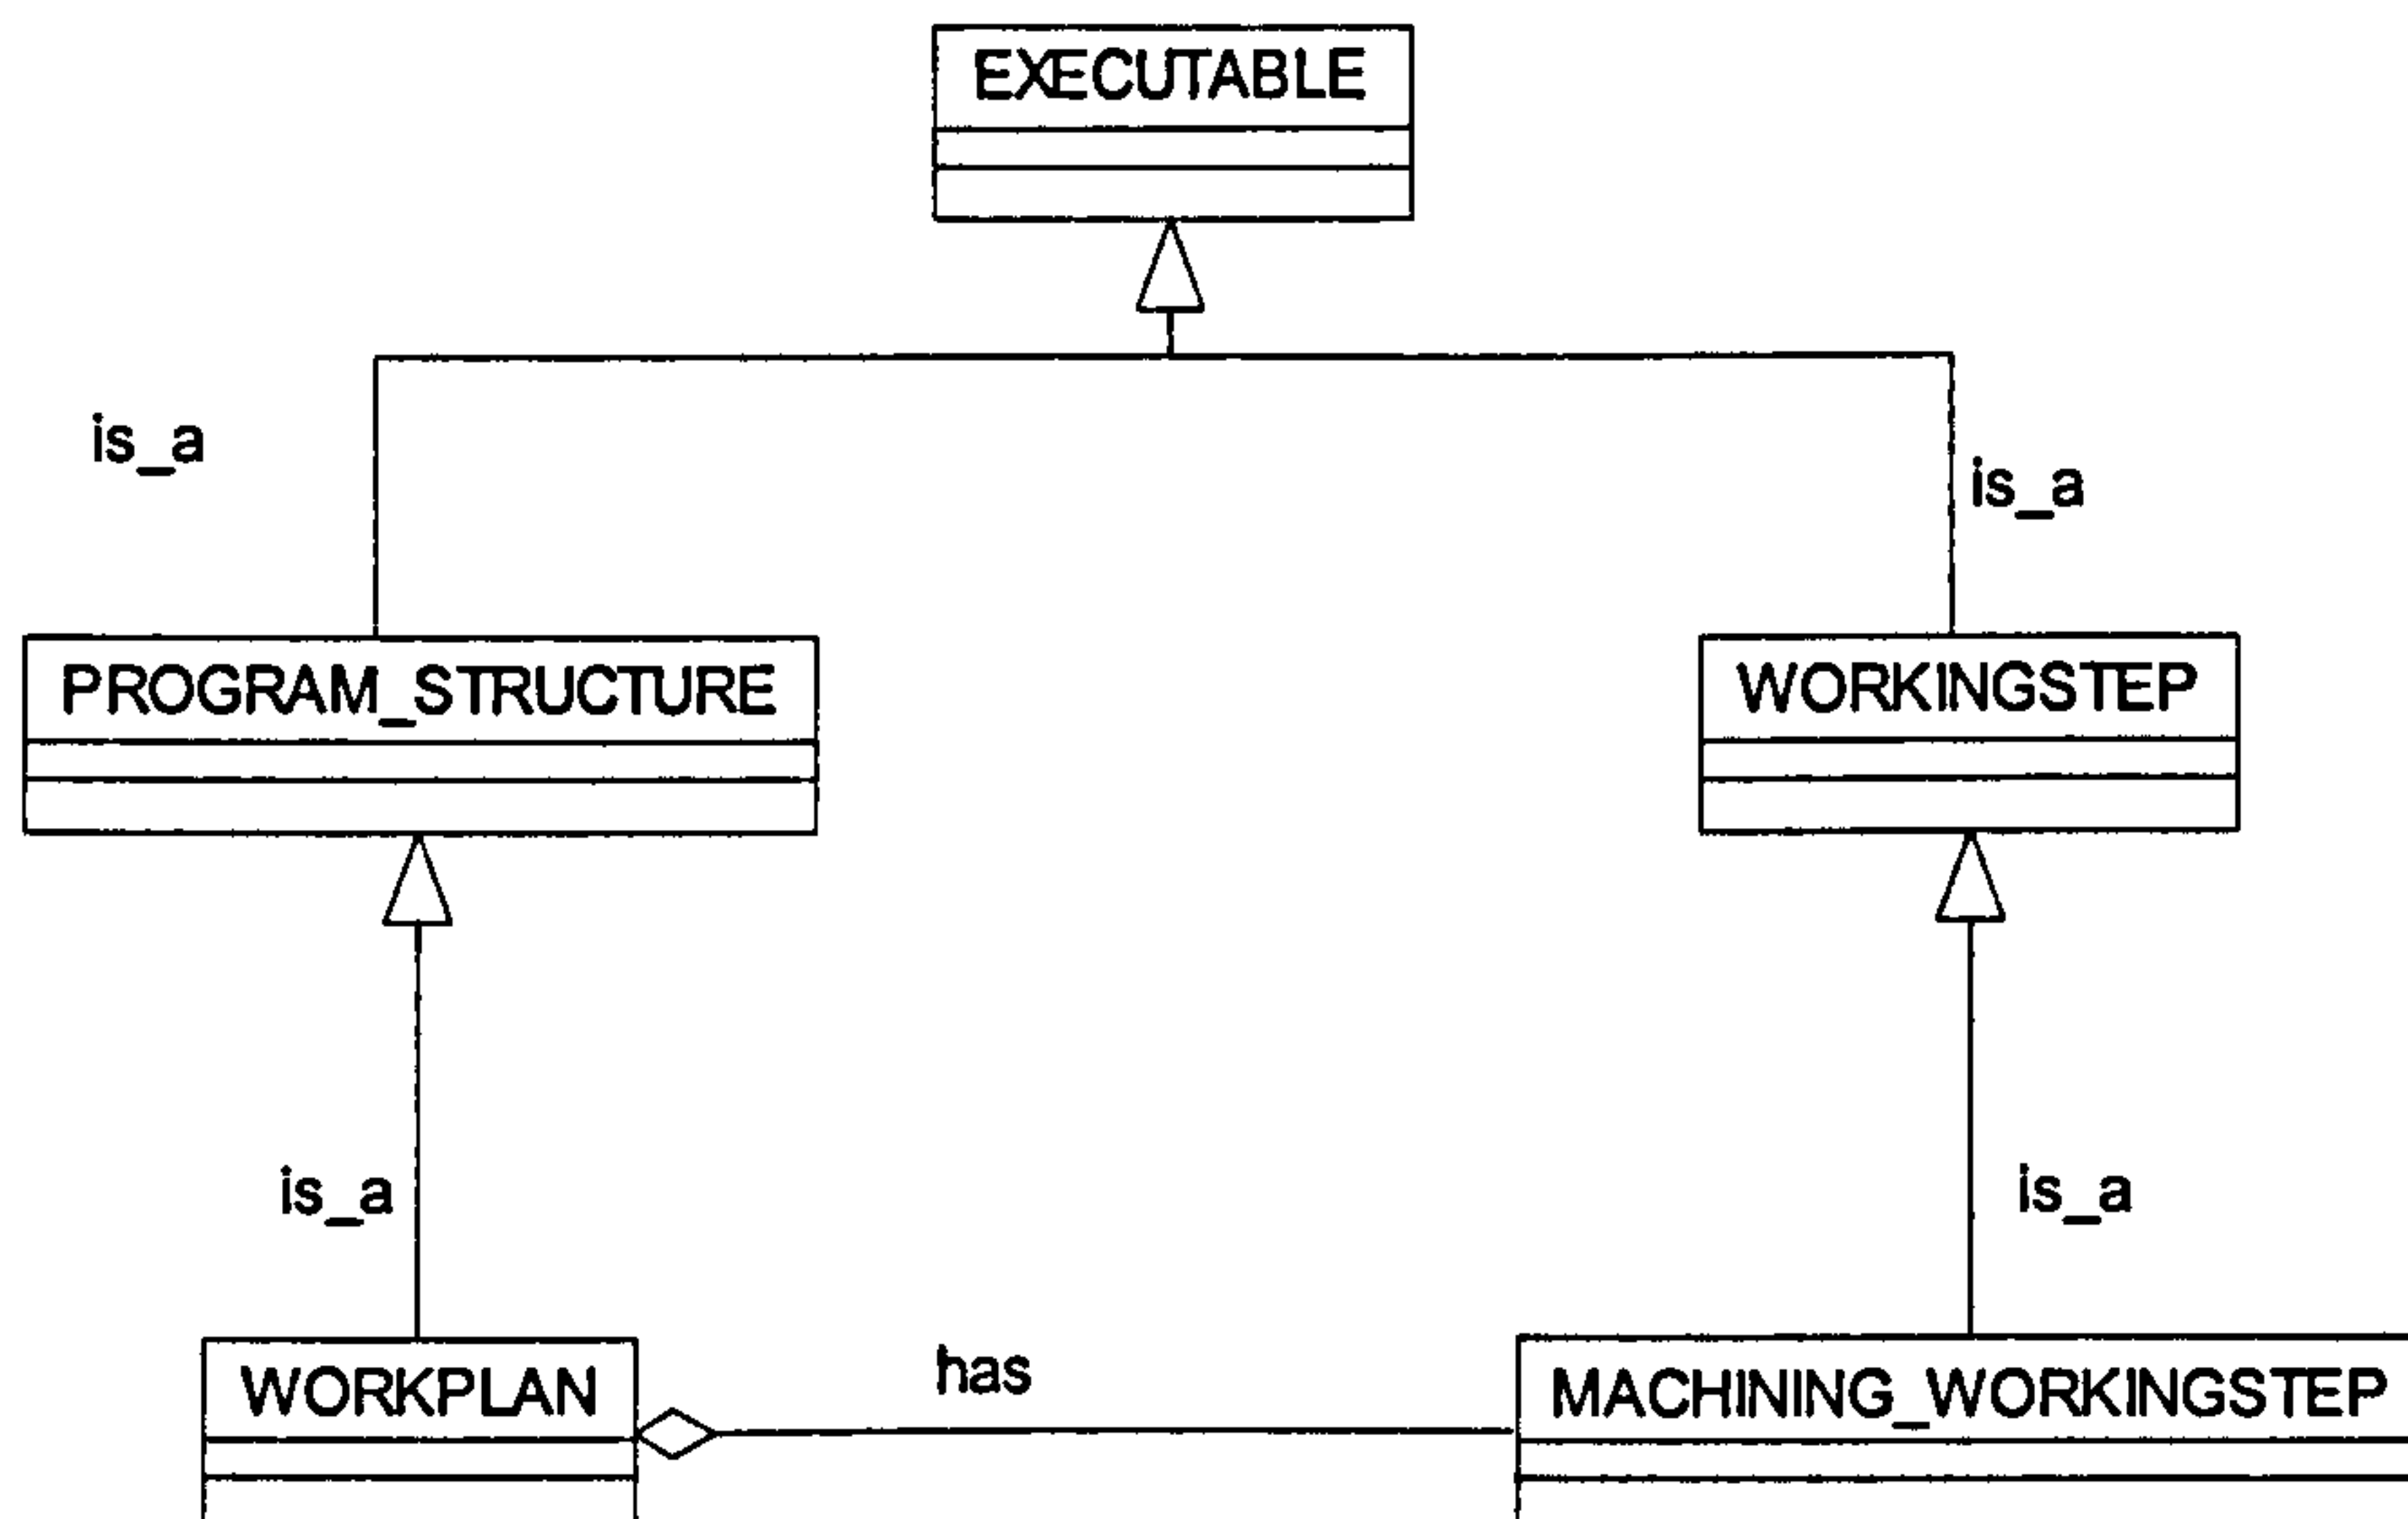 EXECUTABLE
is_a
is_a
PROGRAM_STRUCTURE
WORKINGSTEP
is_a
is_a
WORKPLAN
has
MACHINING_WORKINGSTEP